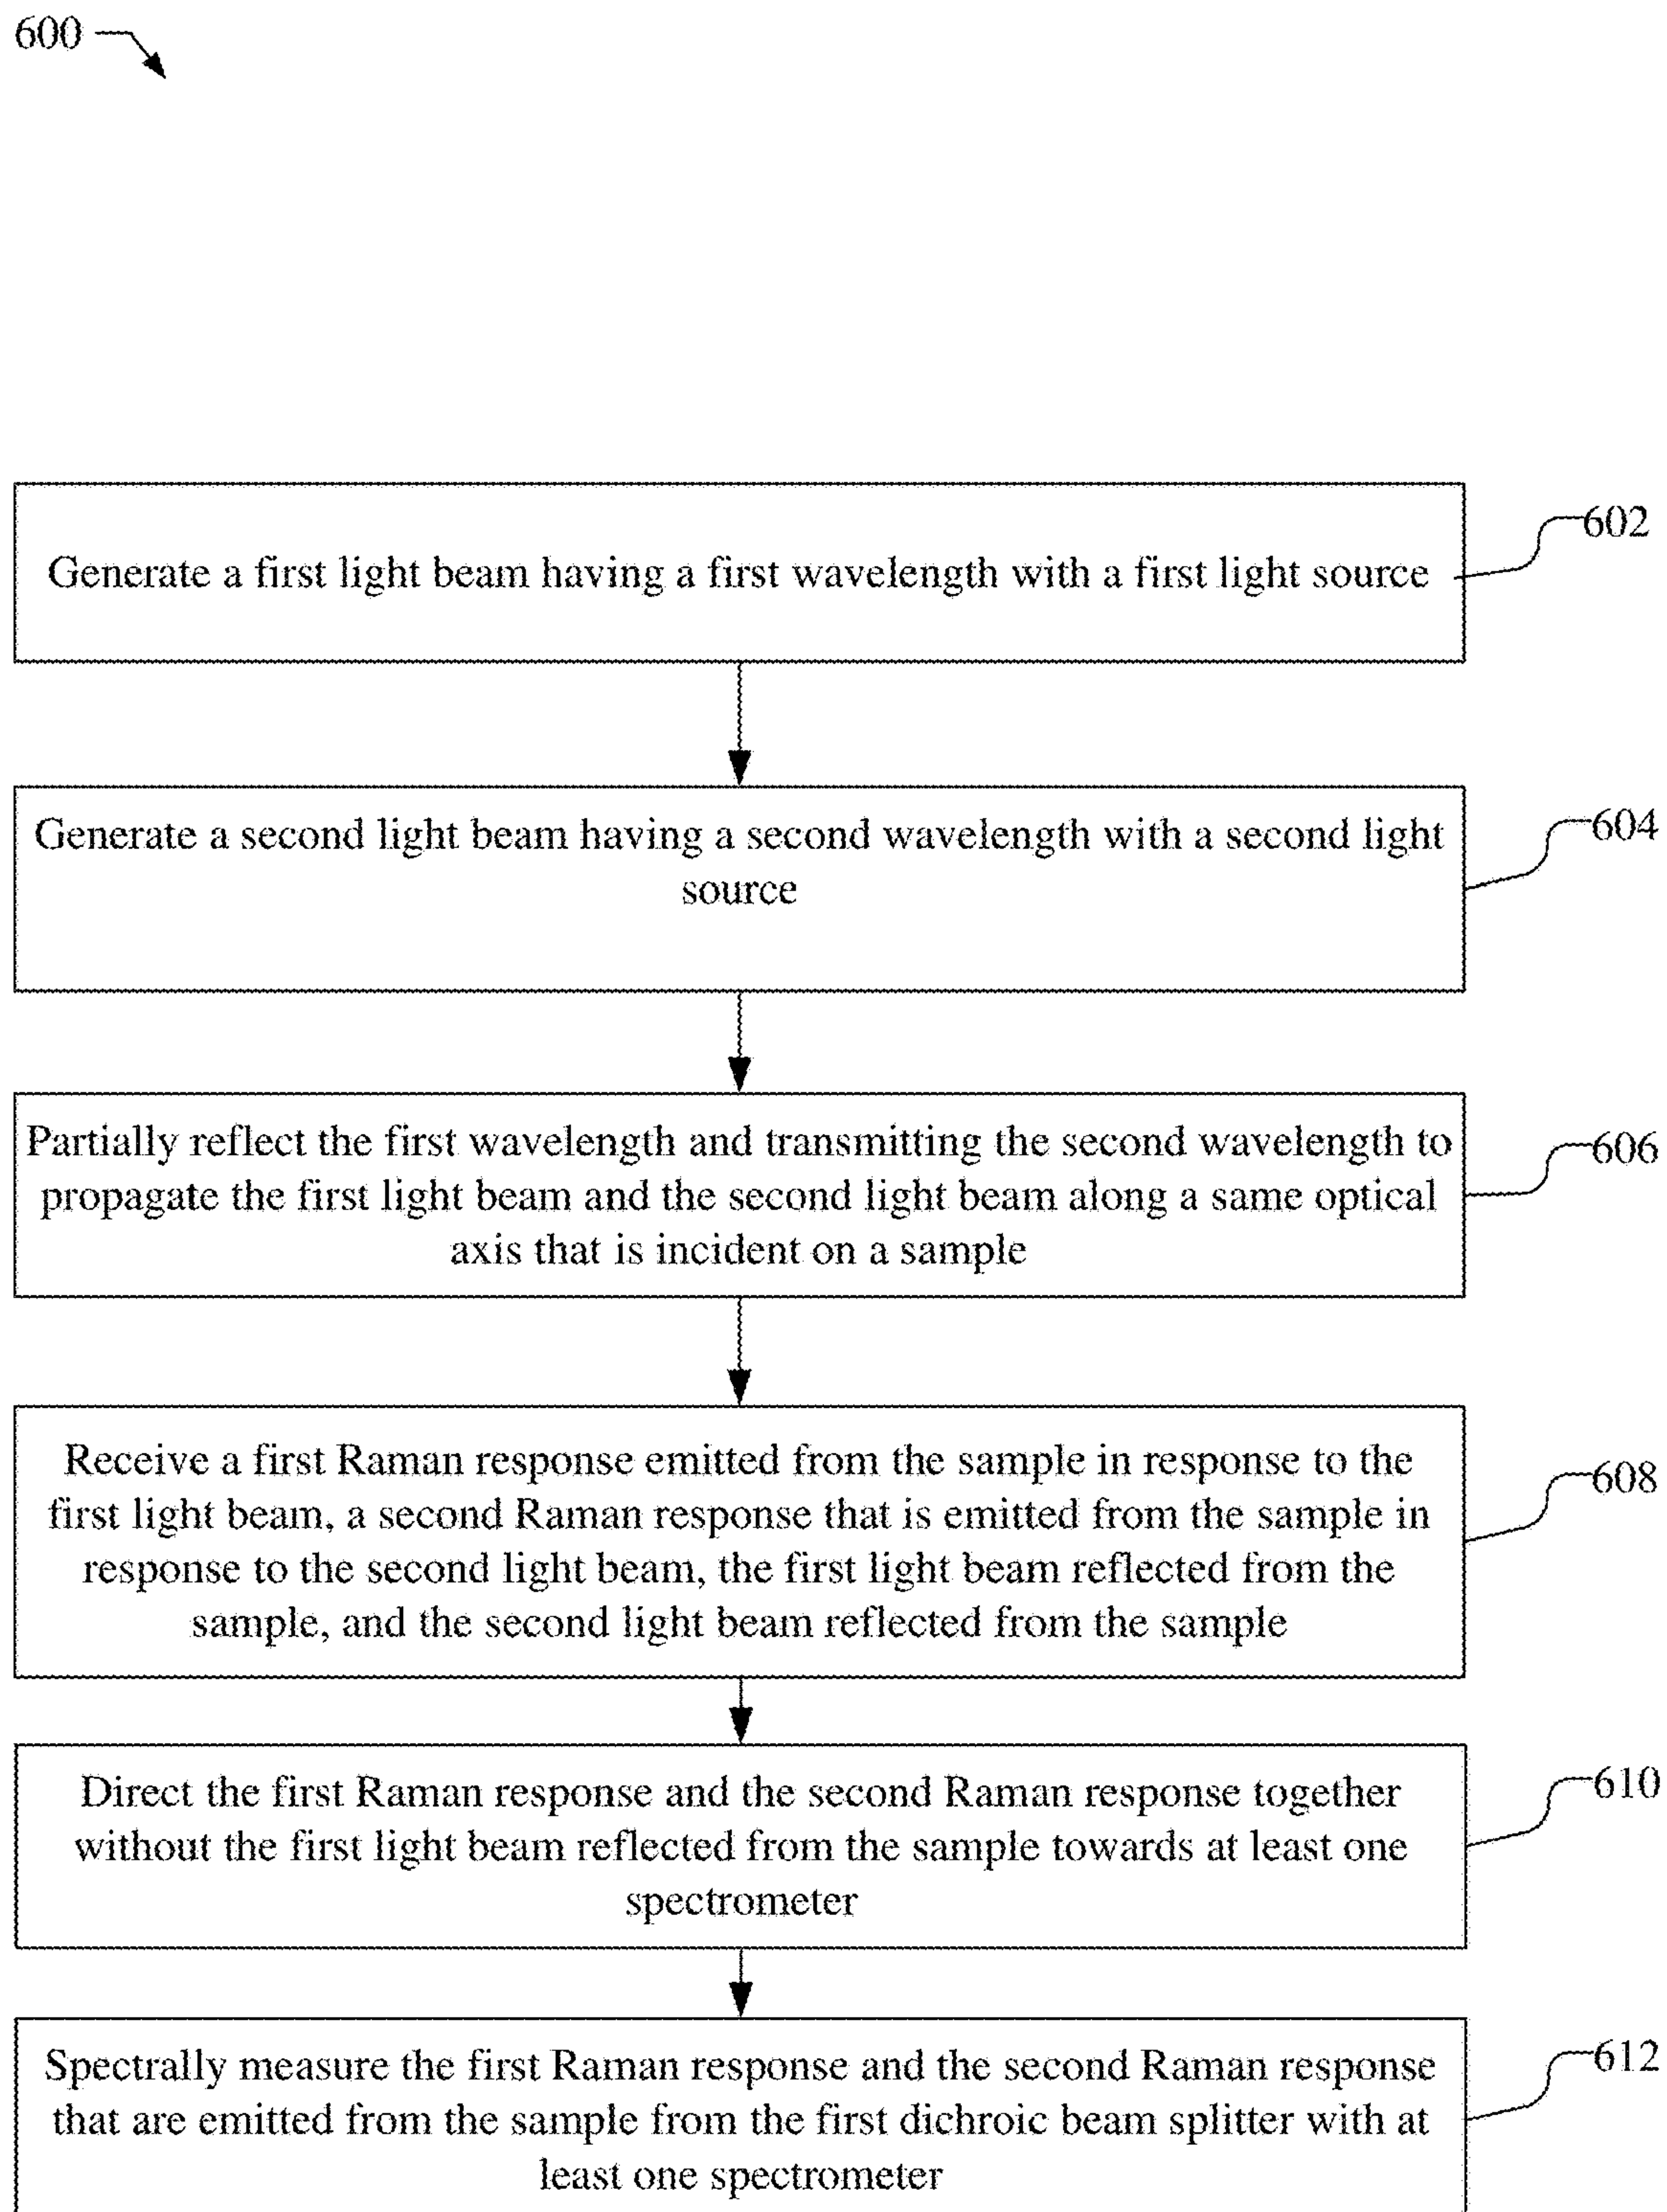 600
Generate a first light beam having a first wavelength with a first light source
602
Generate a second light beam having a second wavelength with a second light
source
604
Partially reflect the first wavelength and transmitting the second wavelength to
propagate the first light beam and the second light beam along a same optical
axis that is incident on a sample
606
Receive a first Raman response emitted from the sample in response to the
first light beam, a second Raman response that is emitted from the sample in
response to the second light beam, the first light beam reflected from the
sample, and the second light beam reflected from the sample
608
Direct the first Raman response and the second Raman response together
without the first light beam reflected from the sample towards at least one
spectrometer
610
Spectrally measure the first Raman response and the second Raman response
that are emitted from the sample from the first dichroic beam splitter with at
least one spectrometer
612